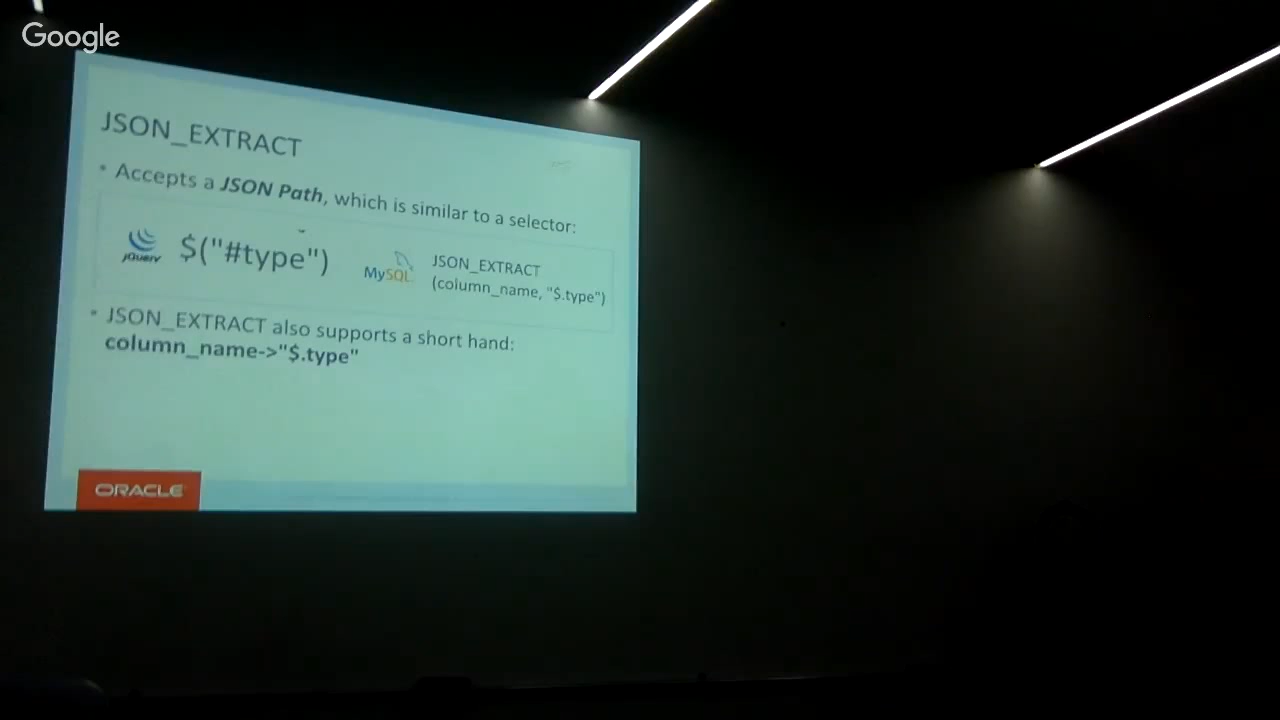 Google
JSON_EXTRACT
• Accepts a JSON Path, which is similar to a selector:
jQuery
$("#type")
MySQL
JSON_EXTRACT
(column_name, "$.type")
• JSON_EXTRACT also supports a short hand:
column_name->"$.type"
ORACLE